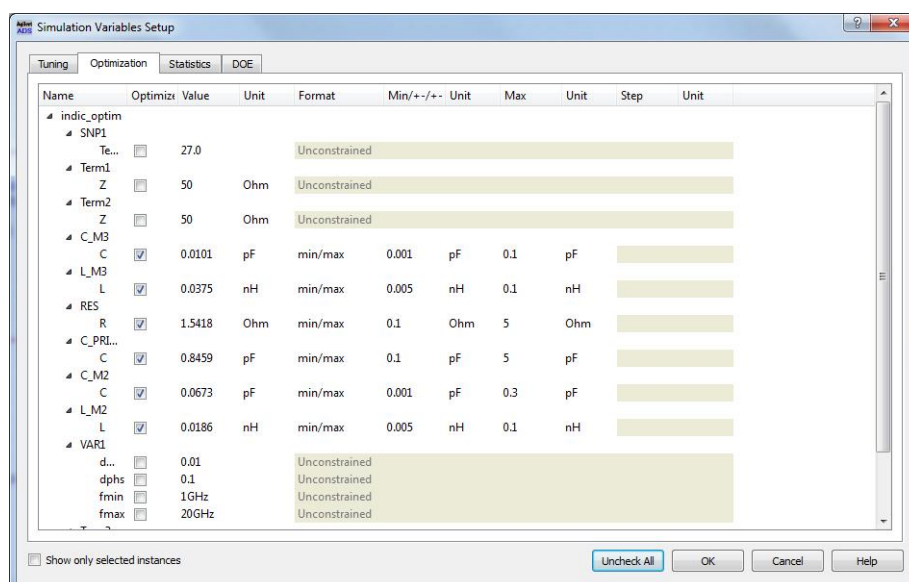 Agilent ADS Simulation Variables Setup
Tuning Optimization Statistics DOE
Name Optimize Value Unit Format Min/+-/+- Unit Max Unit Step Unit
indic_optim
SNP1
Te... 27.0 Unconstrained
Term1
Z 50 Ohm Unconstrained
Term2
Z 50 Ohm Unconstrained
C_M3
C 0.0101 pF min/max 0.001 pF 0.1 pF
L_M3
L 0.0375 nH min/max 0.005 nH 0.1 nH
RES
R 1.5418 Ohm min/max 0.1 Ohm 5 Ohm
C_PRI...
C 0.8459 pF min/max 0.1 pF 5 pF
C_M2
C 0.0673 pF min/max 0.001 pF 0.3 pF
L_M2
L 0.0186 nH min/max 0.005 nH 0.1 nH
VAR1
d... 0.01 Unconstrained
dphs 0.1 Unconstrained
fmin 1GHz Unconstrained
fmax 20GHz Unconstrained
Show only selected instances Uncheck All OK Cancel Help